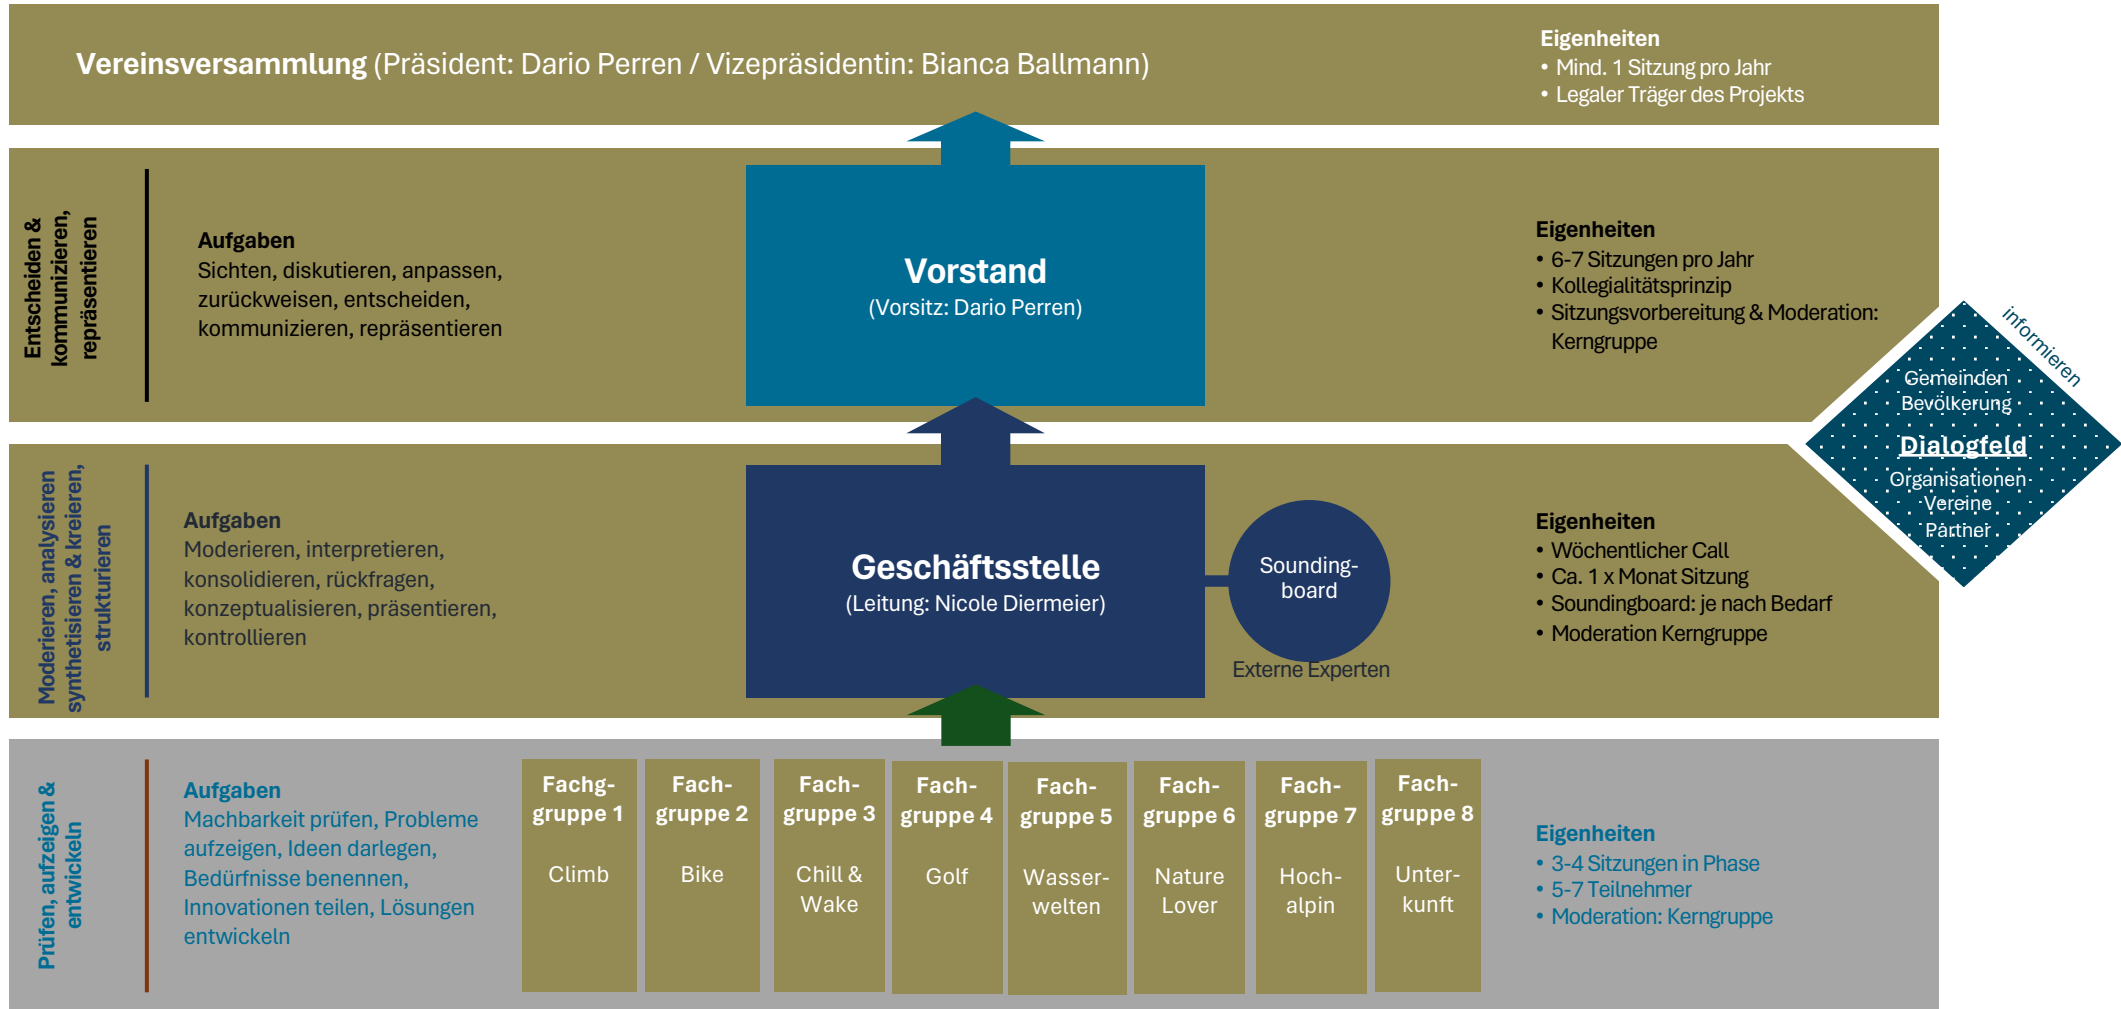 Vereinsversammlung (Präsident: Dario Perren / Vizepräsidentin: Bianca Ballmann)
Eigenheiten
• Mind. 1 Sitzung pro Jahr
• Legaler Träger des Projekts
Entscheiden &
kommunizieren,
repräsentieren
Aufgaben
Sichten, diskutieren, anpassen,
zurückweisen, entscheiden,
kommunizieren, repräsentieren
Vorstand
(Vorsitz: Dario Perren)
Eigenheiten
• 6-7 Sitzungen pro Jahr
• Kollegialitätsprinzip
• Sitzungsvorbereitung & Moderation:
Kerngruppe
informieren
Gemeinden
Bevölkerung
Dialogfeld
Organisationen
Vereine
Partner
Moderieren, analysieren
synthetisieren & kreieren,
strukturieren
Aufgaben
Moderieren, interpretieren,
konsolidieren, rückfragen,
konzeptualisieren, präsentieren,
kontrollieren
Geschäftsstelle
(Leitung: Nicole Diermeier)
Sounding-
board
Externe Experten
Eigenheiten
• Wöchentlicher Call
• Ca. 1 x Monat Sitzung
• Soundingboard: je nach Bedarf
• Moderation Kerngruppe
Prüfen, aufzeigen &
entwickeln
Aufgaben
Machbarkeit prüfen, Probleme
aufzeigen, Ideen darlegen,
Bedürfnisse benennen,
Innovationen teilen, Lösungen
entwickeln
Fachg-
gruppe 1
Climb
Fach-
gruppe 2
Bike
Fach-
gruppe 3
Chill &
Wake
Fach-
gruppe 4
Golf
Fach-
gruppe 5
Wasser-
welten
Fach-
gruppe 6
Nature
Lover
Fach-
gruppe 7
Hoch-
alpin
Fach-
gruppe 8
Unter-
kunft
Eigenheiten
• 3-4 Sitzungen in Phase
• 5-7 Teilnehmer
• Moderation: Kerngruppe